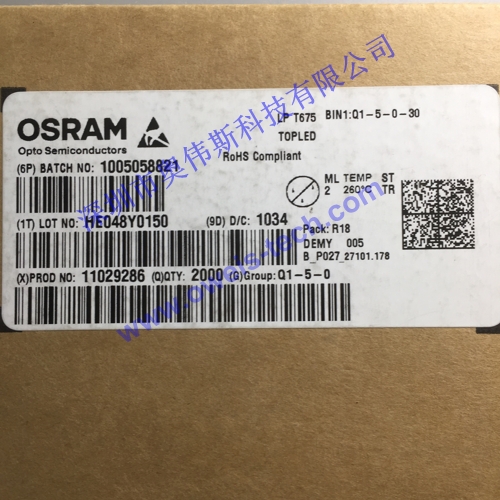 OSRAM
Opto Semiconductors
LP T675 BIN1:Q1-5-0-30
TOPLED
RoHS Compliant
(6P) BATCH NO: 1005058821
ML TEMP ST
2 260°C TR
(1T) LOT NO: HE048Y0150 (9D) D/C: 1034
Pack: R18
DEMY 005
B_P027_27101.178
(X)PROD NO: 11029286 (Q)QTY: 2000 (G)Group: Q1-5-0
深圳市奥伟斯科技有限公司
www.oweis-tech.com